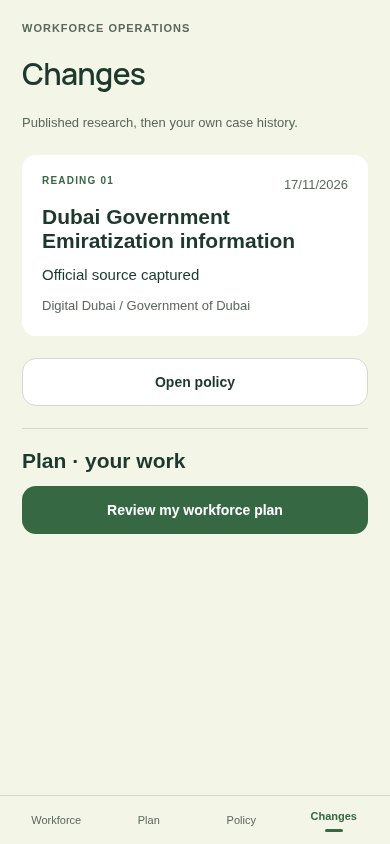 WORKFORCE OPERATIONS
Changes
Published research, then your own case history.
READING 01
17/11/2026
Dubai Government
Emiratization information
Official source captured
Digital Dubai / Government of Dubai
Open policy
Plan · your work
Review my workforce plan
Workforce
Plan
Policy
Changes